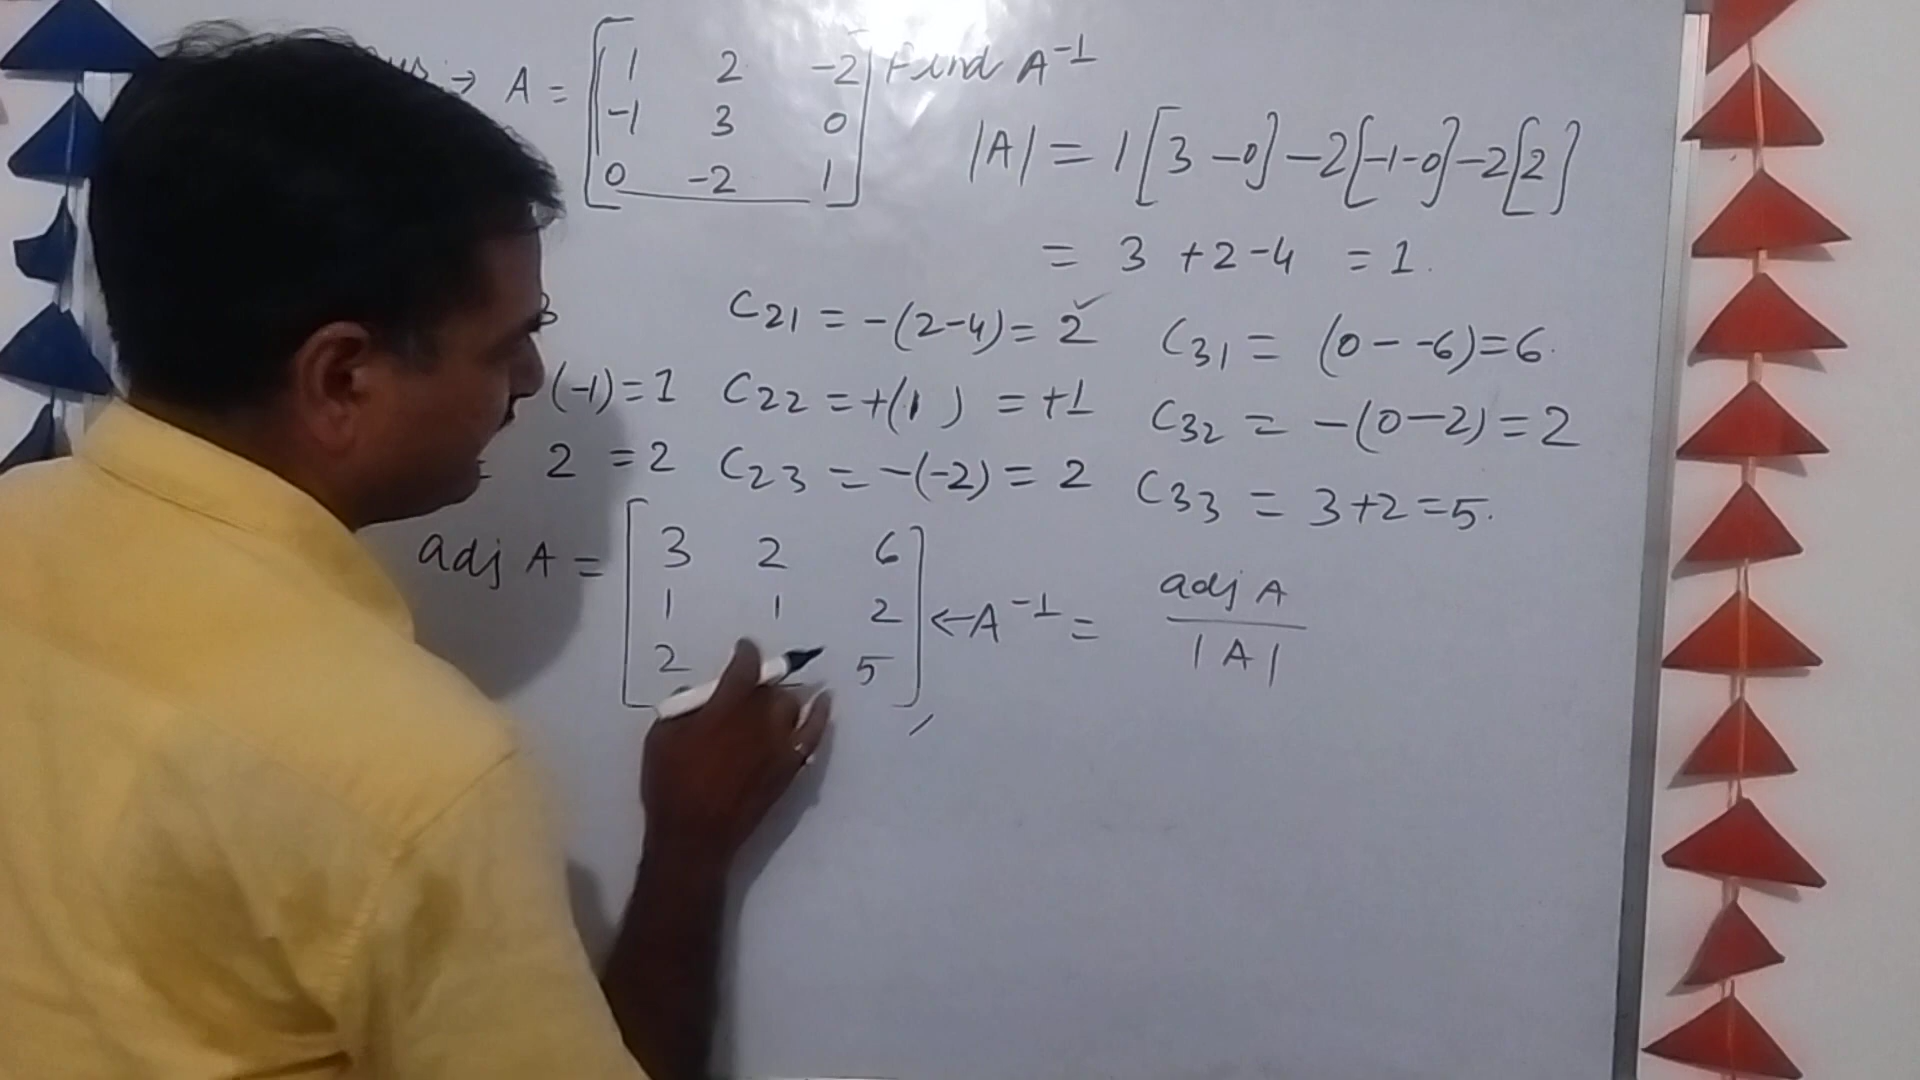 → A = [1 2 -2
-1 3 0
0 -2 1] Find A⁻¹
|A| = 1[3-0]-2[-1-0]-2[2]
= 3 +2-4 = 1.
C21 = -(2-4)= 2 ✓
C31 = (0--6)=6.
(-1)=1 C22 = +(1) = +1
C32 = -(0-2)=2
2 =2 C23 = -(-2) = 2
C33 = 3+2=5.
adj A = [3 2 6
1 1 2
2 2 5] ← A⁻¹ = adj A / |A|